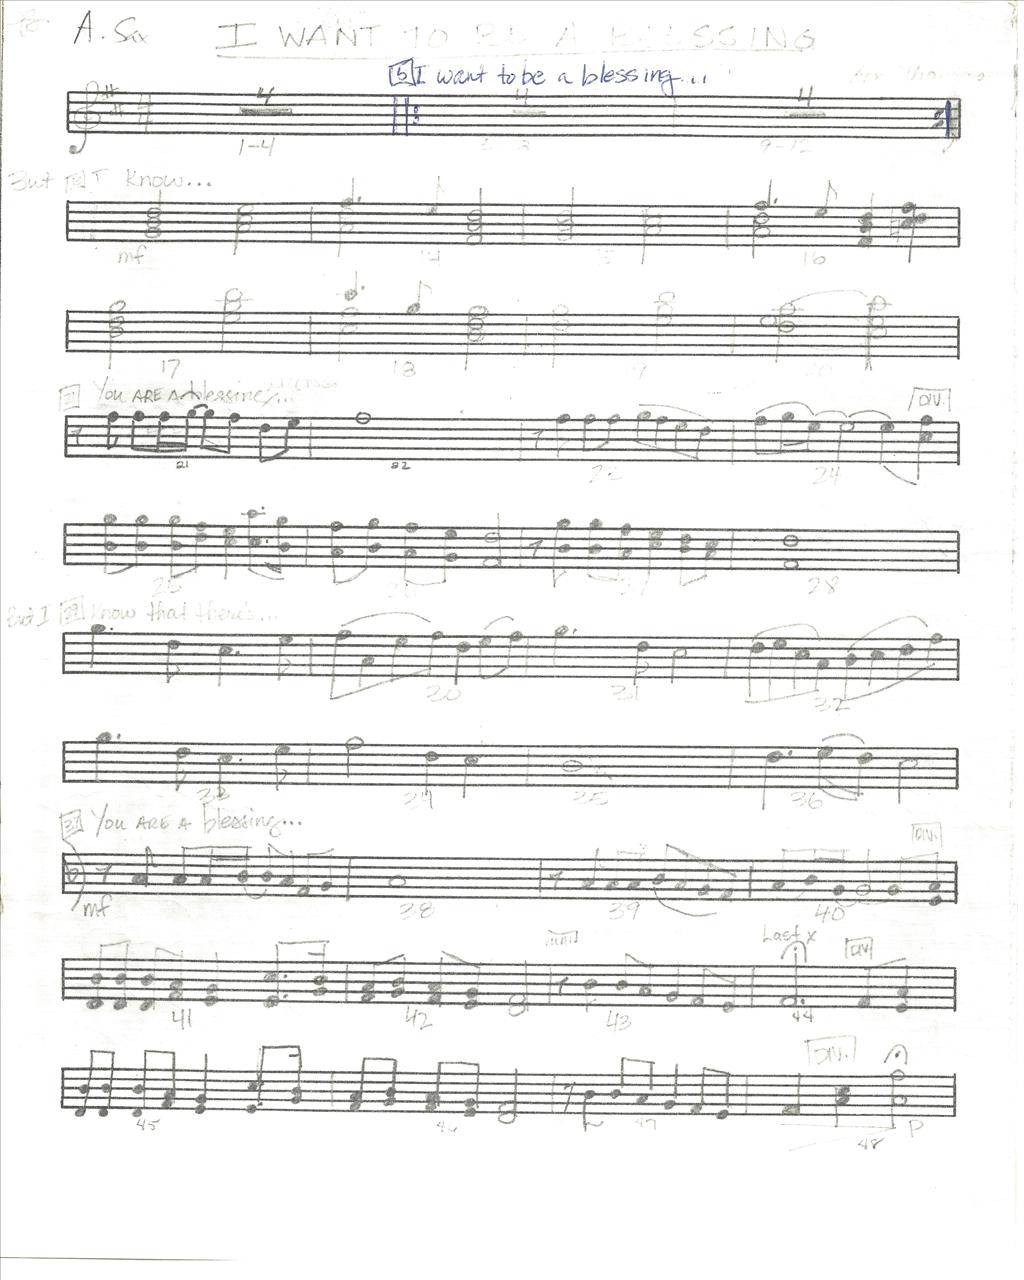 A. Sax I WANT TO BE A BLESSING
5 I want to be a blessing...
Arr. Thomas
4 4 4
1-4 9-12
But I know...
mf 14 15 16
17 18 19 20
21 You ARE A blessing...
DIV.
21 22 23 24
25 26 27 28
But I 29 know that there's...
30 31 32
33 34 35 36
37 You ARE A blessing...
DIV.
mf 38 39 40
uni Last x DIV
41 42 43 44
DIV.
45 46 47 48 P